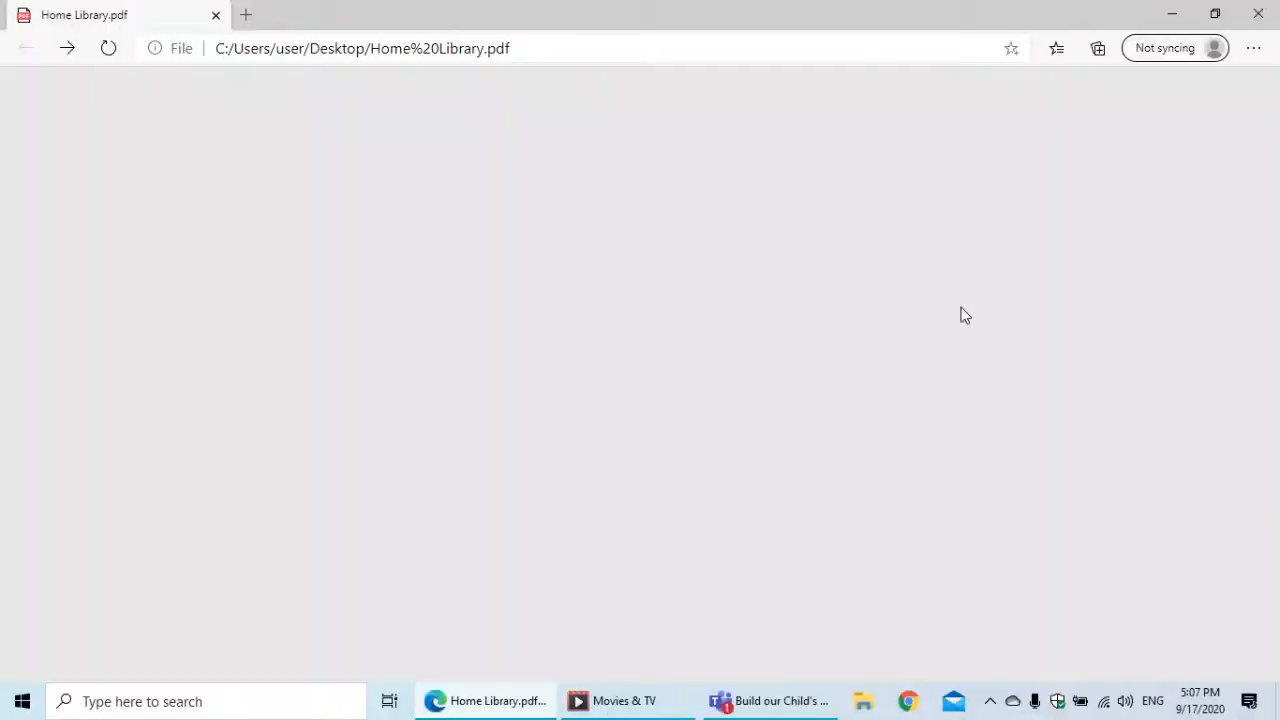 Home Library.pdf
File
C:/Users/user/Desktop/Home%20Library.pdf
Not syncing
Type here to search
Home Library.pdf...
Movies & TV
1
Build our Child's ...
ENG
5:07 PM
9/17/2020